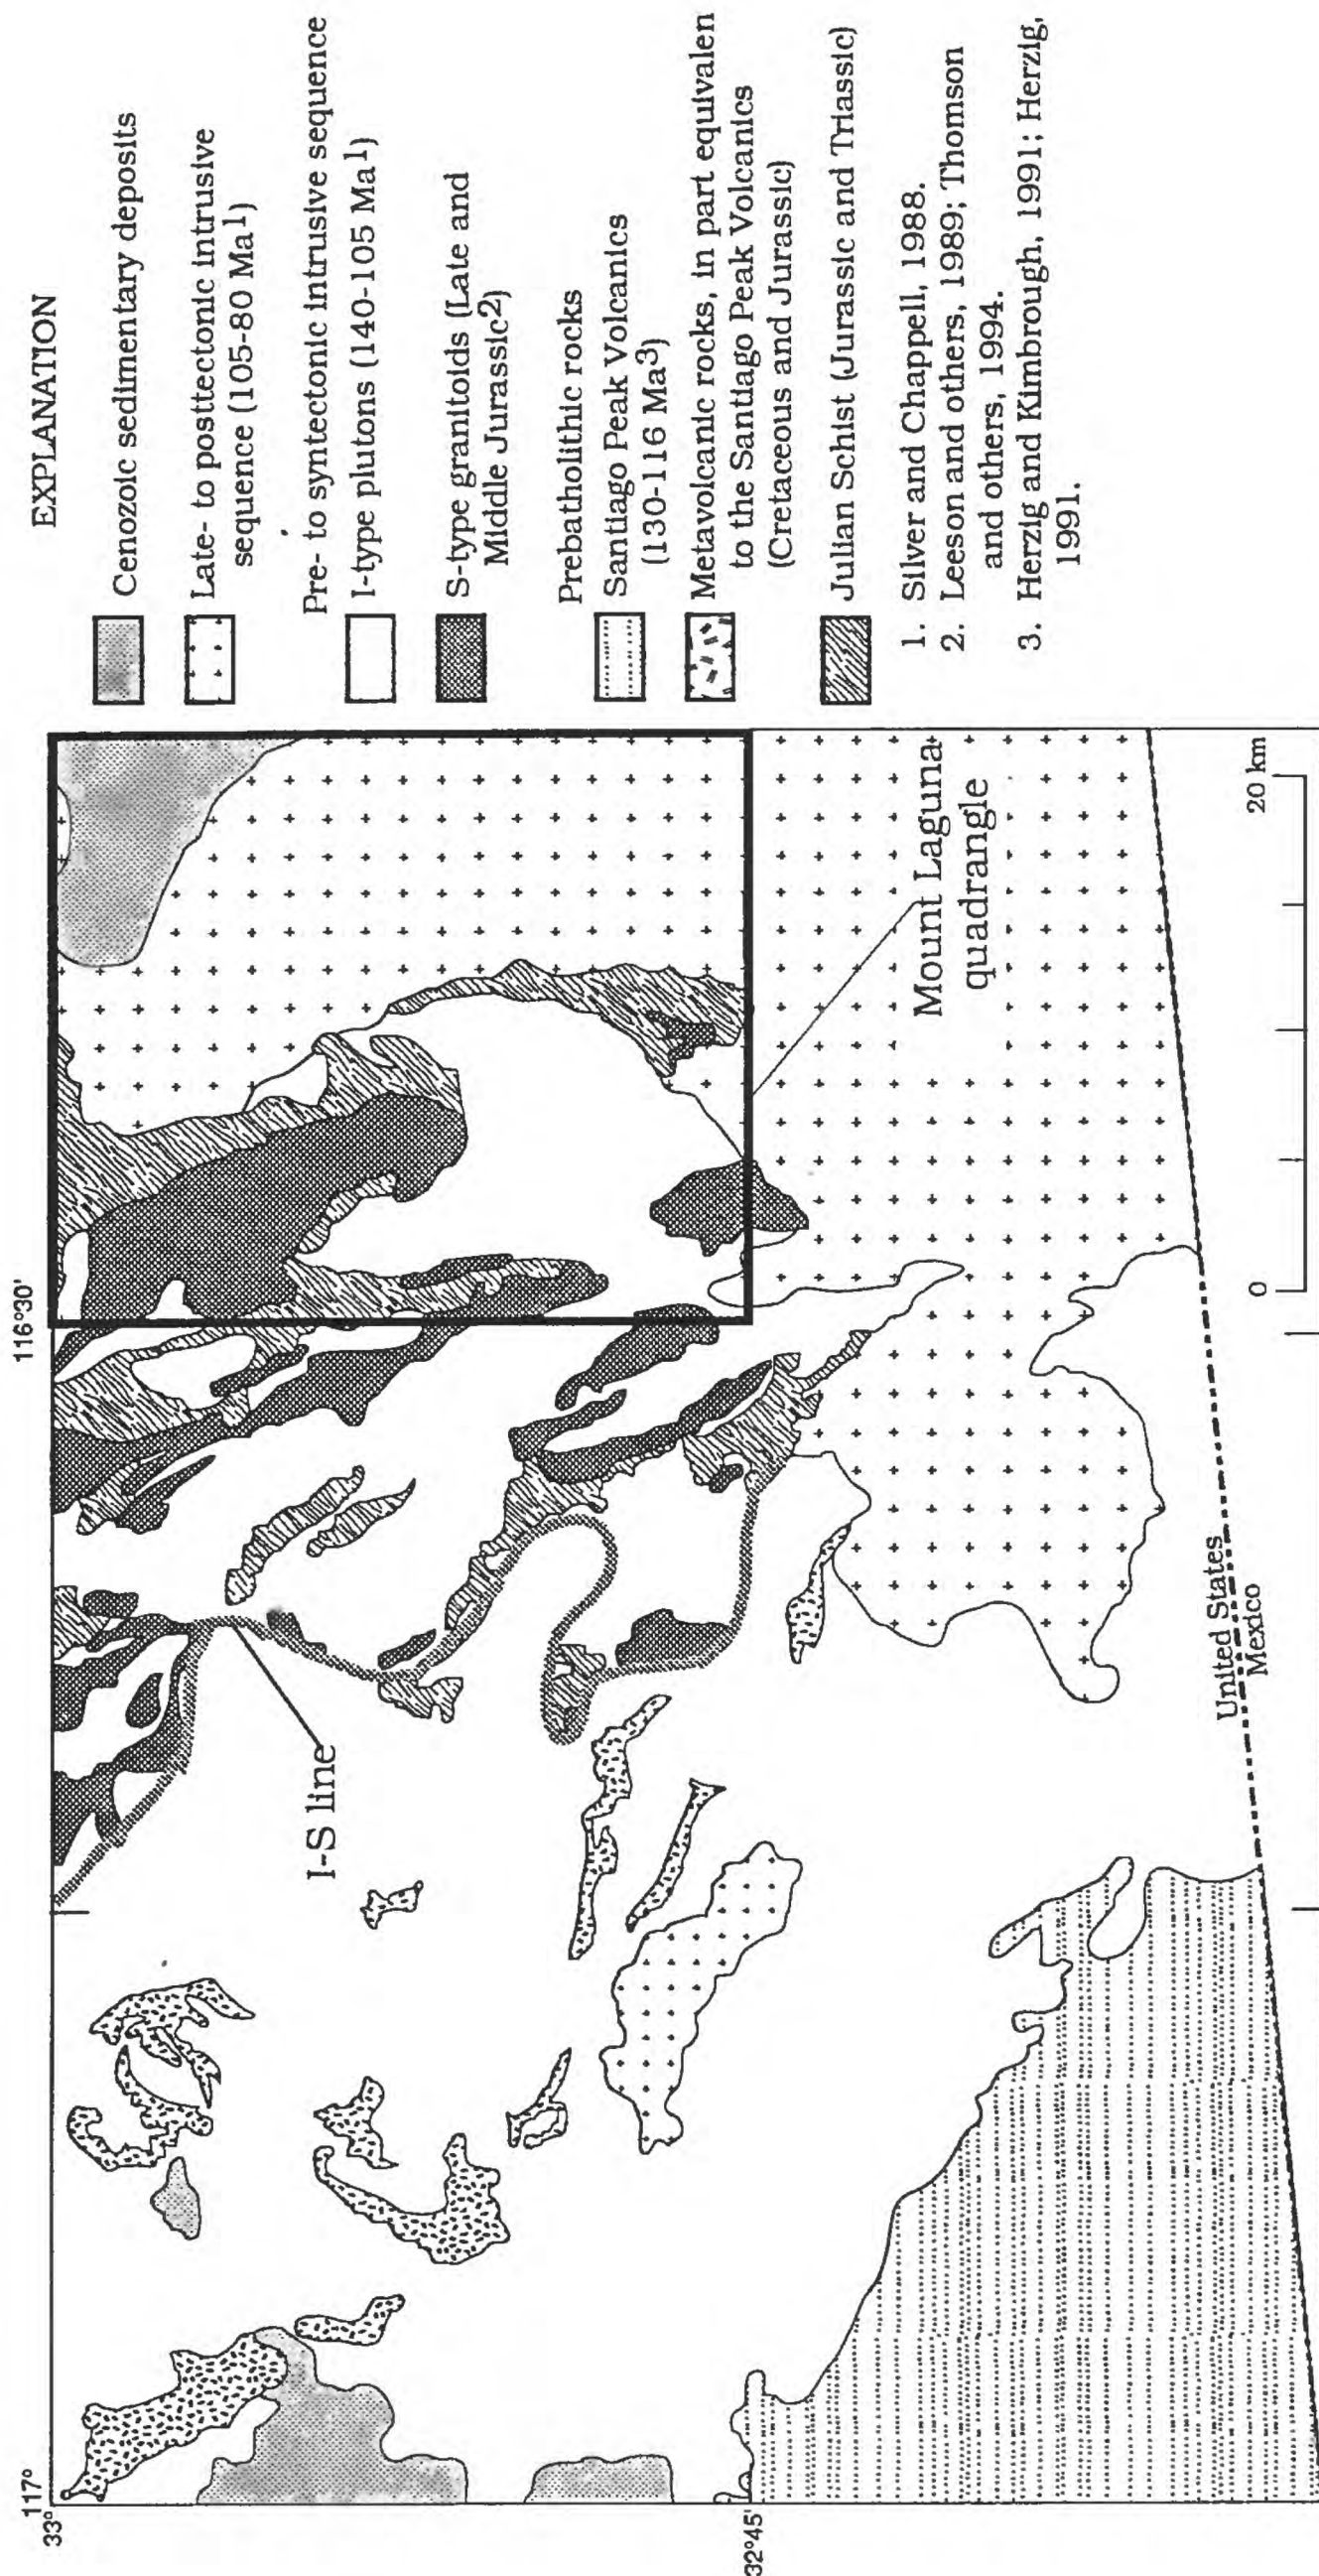 EXPLANATION
Cenozoic sedimentary deposits
Late- to posttectonic intrusive
sequence (105-80 Ma1)
Pre- to syntectonic intrusive sequence
I-type plutons (140-105 Ma1)
S-type granitoids (Late and
Middle Jurassic2)
Prebatholithic rocks
Santiago Peak Volcanics
(130-116 Ma3)
Metavolcanic rocks, in part equivalen
to the Santiago Peak Volcanics
(Cretaceous and Jurassic)
Julian Schist (Jurassic and Triassic)
1. Silver and Chappell, 1988.
2. Leeson and others, 1989; Thomson
and others, 1994.
3. Herzig and Kimbrough, 1991; Herzig,
1991.
117°
33°
116°30'
32°45'
I-S line
Mount Laguna
quadrangle
United States
Mexico
0
20 km